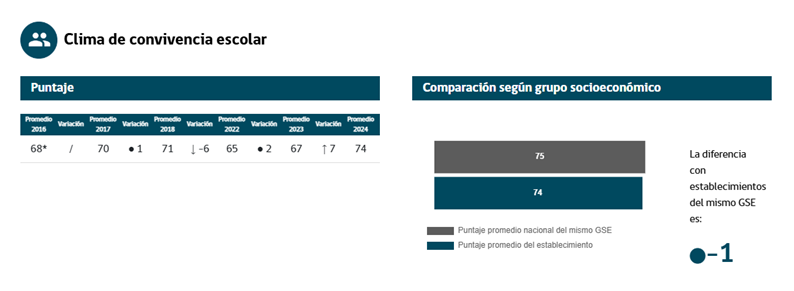 Clima de convivencia escolar
Puntaje
Promedio 2016 Variación Promedio 2017 Variación Promedio 2018 Variación Promedio 2022 Variación Promedio 2023 Variación Promedio 2024
68* / 70 ● 1 71 ↓ -6 65 ● 2 67 ↑ 7 74
Comparación según grupo socioeconómico
75
74
Puntaje promedio nacional del mismo GSE
Puntaje promedio del establecimiento
La diferencia
con
establecimientos
del mismo GSE
es:
●-1